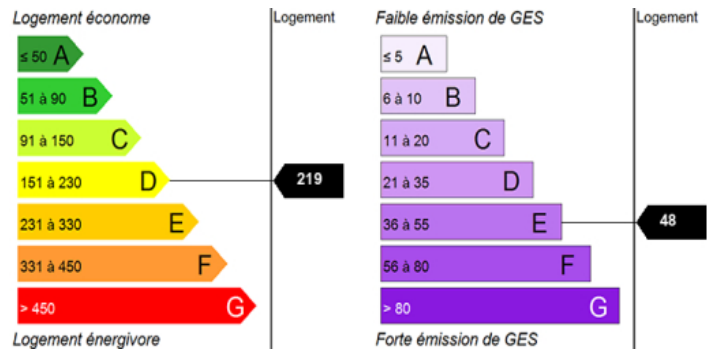 Logement économe
Logement
≤ 50 A
51 à 90 B
91 à 150 C
151 à 230 D
219
231 à 330 E
331 à 450 F
> 450 G
Logement énergivore
Faible émission de GES
Logement
≤ 5 A
6 à 10 B
11 à 20 C
21 à 35 D
36 à 55 E
48
56 à 80 F
> 80 G
Forte émission de GES